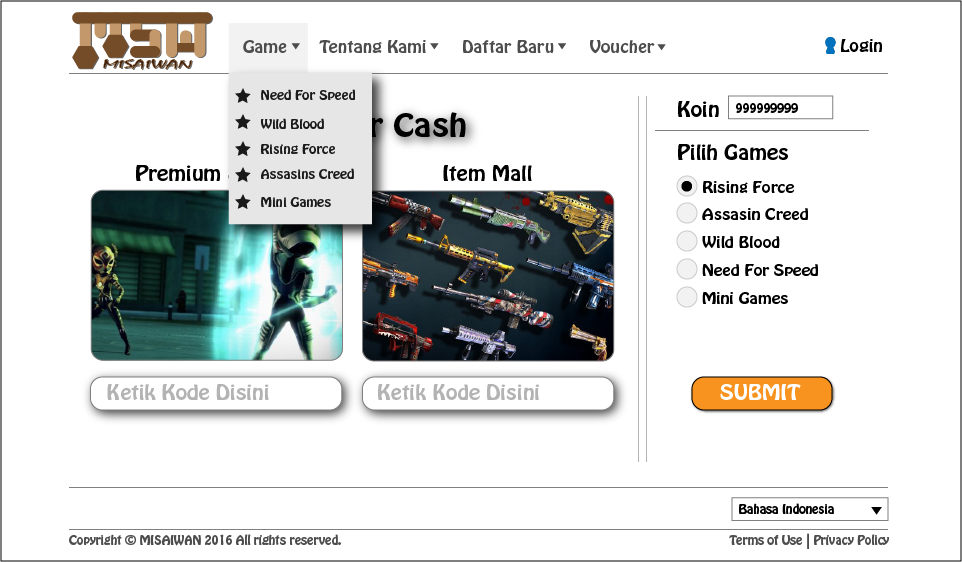 MSW
MISAIWAN
Game Tentang Kami Daftar Baru Voucher Login
Need For Speed
Wild Blood
Rising Force
Assasins Creed
Mini Games
Cash
Premium
Item Mall
Ketik Kode Disini
Ketik Kode Disini
Koin 999999999
Pilih Games
Rising Force
Assasin Creed
Wild Blood
Need For Speed
Mini Games
SUBMIT
Bahasa Indonesia
Copyright © MISAIWAN 2016 All rights reserved.
Terms of Use | Privacy Policy